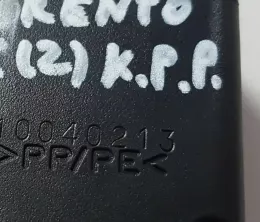 RENTO
(2) K.P.P.
10040213
>PP/PE<